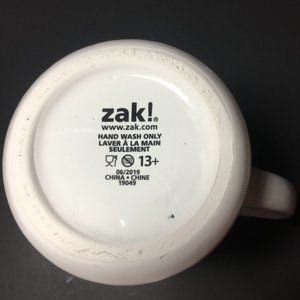 zak!
www.zak.com
HAND WASH ONLY
LAVER À LA MAIN
SEULEMENT
13+
06/2019
CHINA • CHINE
19049